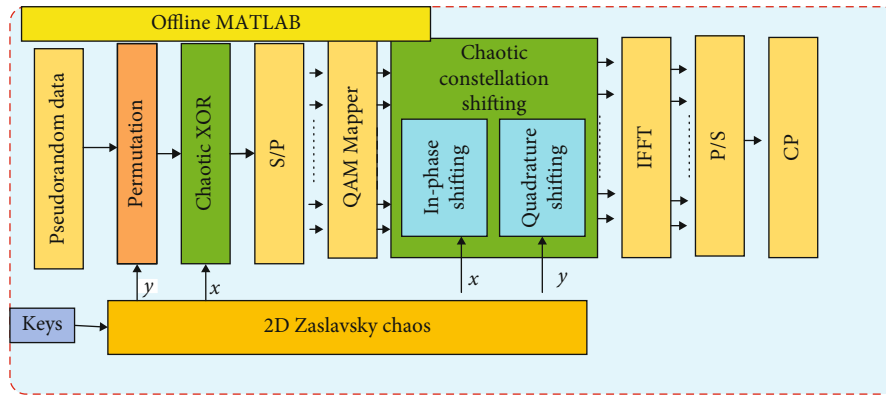 Offline MATLAB
Pseudorandom data
Permutation
Chaotic XOR
S/P
QAM Mapper
Chaotic
constellation
shifting
In-phase
shifting
Quadrature
shifting
IFFT
P/S
CP
y
x
x
y
Keys
2D Zaslavsky chaos